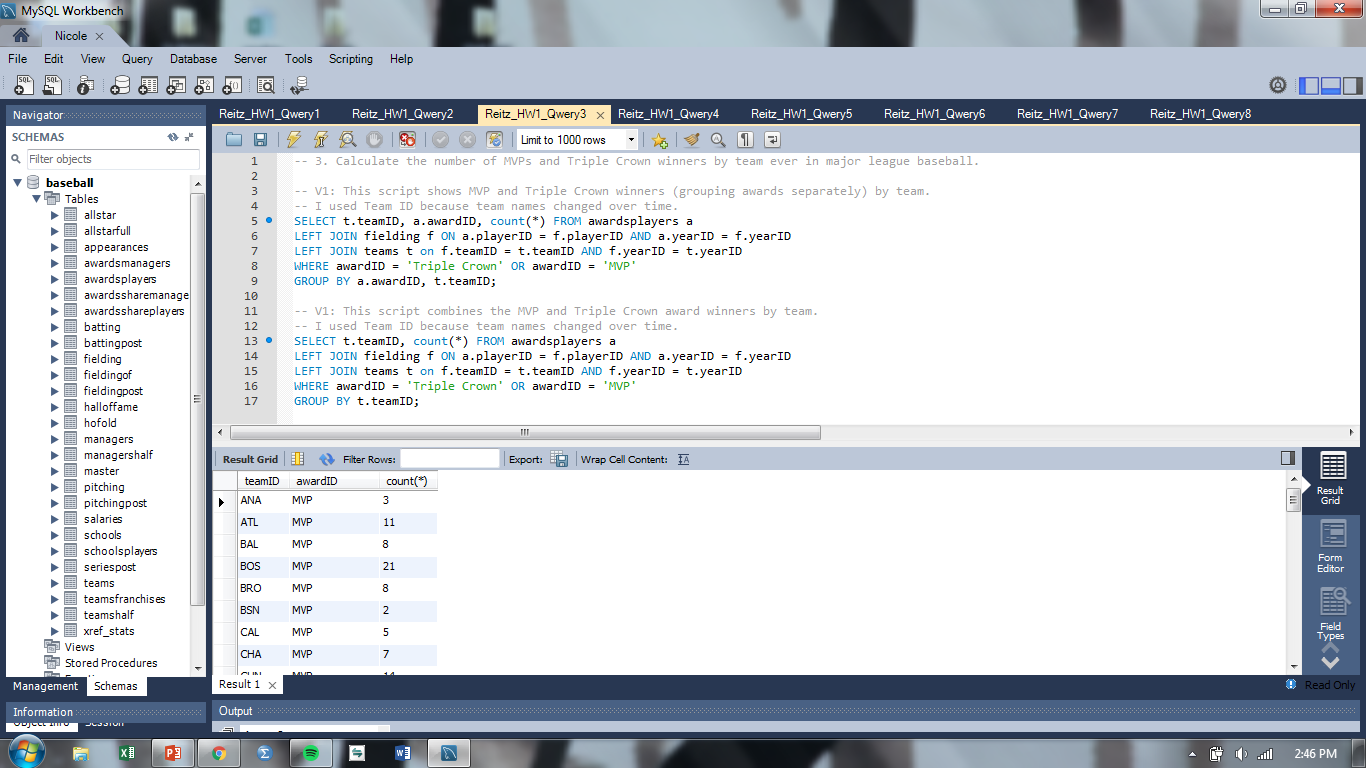 MySQL Workbench
Nicole
File Edit View Query Database Server Tools Scripting Help
Navigator
SCHEMAS
Filter objects
baseball
Tables
allstar
allstarfull
appearances
awardsmanagers
awardsplayers
awardssharemanage
awardsshareplayers
batting
battingpost
fielding
fieldingof
fieldingpost
halloffame
hofold
managers
managershalf
master
pitching
pitchingpost
salaries
schools
schoolsplayers
seriespost
teams
teamsfranchises
teamshalf
xref_stats
Views
Stored Procedures
Management Schemas
Information
Object Info Session
Reitz_HW1_Qwery1 Reitz_HW1_Qwery2 Reitz_HW1_Qwery3 Reitz_HW1_Qwery4 Reitz_HW1_Qwery5 Reitz_HW1_Qwery6 Reitz_HW1_Qwery7 Reitz_HW1_Qwery8
Limit to 1000 rows
1 -- 3. Calculate the number of MVPs and Triple Crown winners by team ever in major league baseball.
2
3 -- V1: This script shows MVP and Triple Crown winners (grouping awards separately) by team.
4 -- I used Team ID because team names changed over time.
5 SELECT t.teamID, a.awardID, count(*) FROM awardsplayers a
6 LEFT JOIN fielding f ON a.playerID = f.playerID AND a.yearID = f.yearID
7 LEFT JOIN teams t on f.teamID = t.teamID AND f.yearID = t.yearID
8 WHERE awardID = 'Triple Crown' OR awardID = 'MVP'
9 GROUP BY a.awardID, t.teamID;
10
11 -- V1: This script combines the MVP and Triple Crown award winners by team.
12 -- I used Team ID because team names changed over time.
13 SELECT t.teamID, count(*) FROM awardsplayers a
14 LEFT JOIN fielding f ON a.playerID = f.playerID AND a.yearID = f.yearID
15 LEFT JOIN teams t on f.teamID = t.teamID AND f.yearID = t.yearID
16 WHERE awardID = 'Triple Crown' OR awardID = 'MVP'
17 GROUP BY t.teamID;
Result Grid Filter Rows: Export: Wrap Cell Content:
teamID awardID count(*)
ANA MVP 3
ATL MVP 11
BAL MVP 8
BOS MVP 21
BRO MVP 8
BSN MVP 2
CAL MVP 5
CHA MVP 7
Result Grid
Form Editor
Field Types
Result 1
Read Only
Output
2:46 PM